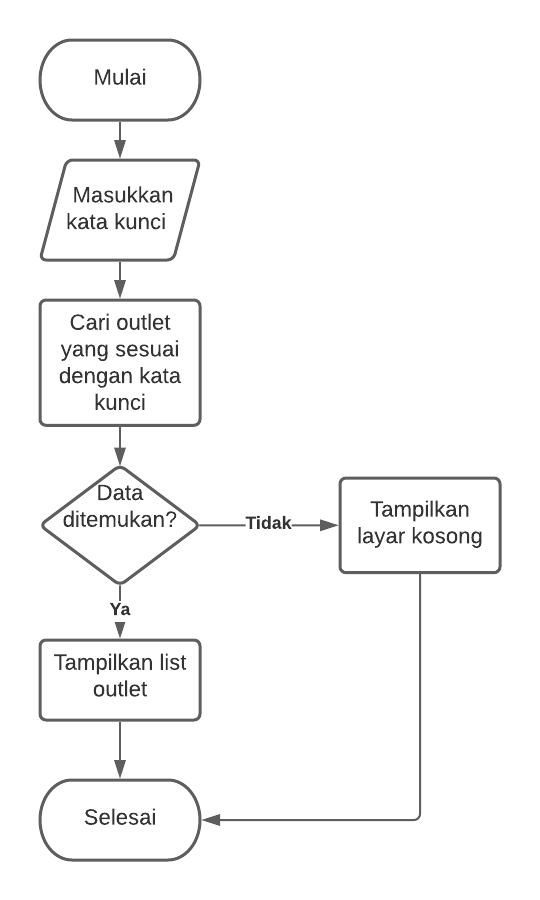 Mulai
Masukkan
kata kunci
Cari outlet
yang sesuai
dengan kata
kunci
Data
ditemukan?
Tidak
Tampilkan
layar kosong
Ya
Tampilkan list
outlet
Selesai